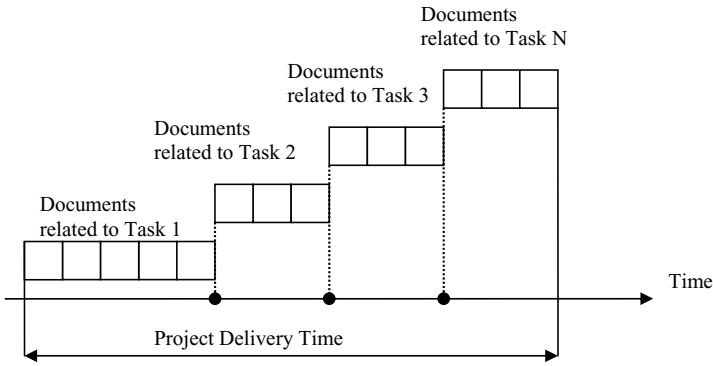 Documents
related to Task N
Documents
related to Task 3
Documents
related to Task 2
Documents
related to Task 1
Time
Project Delivery Time